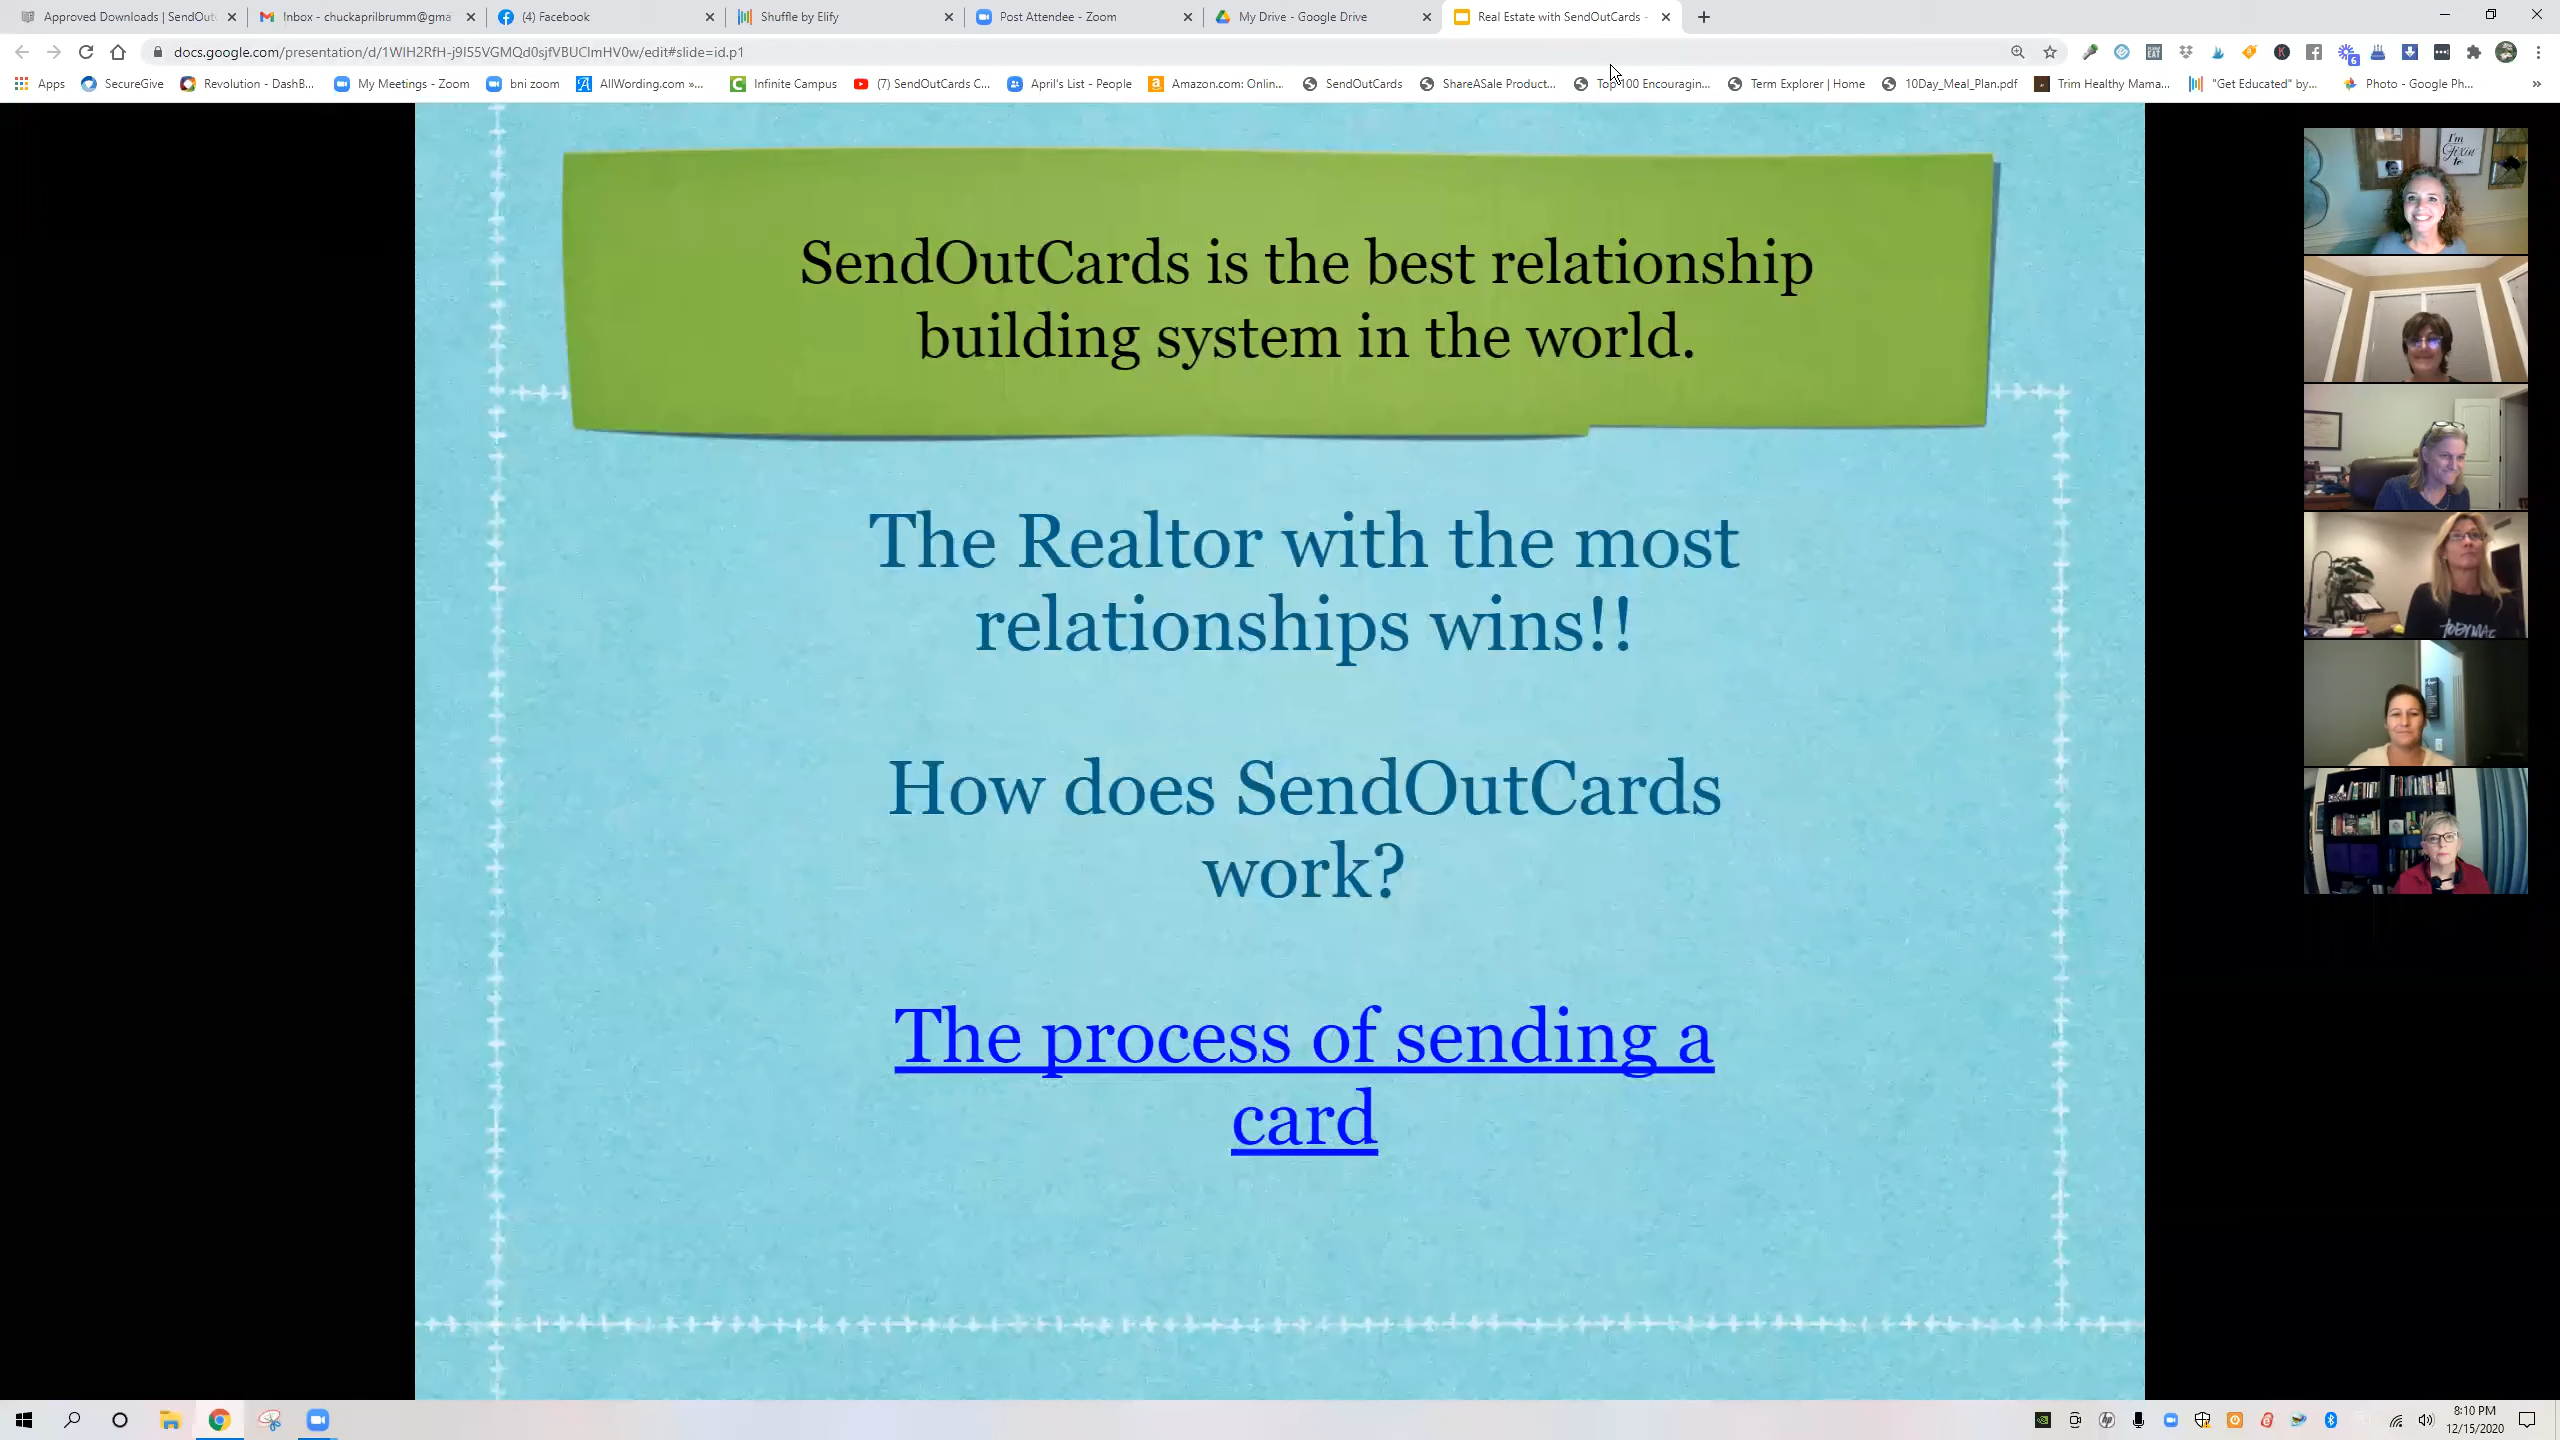 Approved Downloads | SendOut
Inbox - chuckaprilbrumm@gma
(4) Facebook
Shuffle by Elify
Post Attendee - Zoom
My Drive - Google Drive
Real Estate with SendOutCards -
docs.google.com/presentation/d/1WIH2RfH-j9I55VGMQd0sjfVBUClmHV0w/edit#slide=id.p1
6
Apps
SecureGive
Revolution - DashB...
My Meetings - Zoom
bni zoom
AllWording.com »...
Infinite Campus
(7) SendOutCards C...
April's List - People
Amazon.com: Onlin...
SendOutCards
ShareASale Product...
Top 100 Encouragin...
Term Explorer | Home
10Day_Meal_Plan.pdf
Trim Healthy Mama...
"Get Educated" by...
Photo - Google Ph...
»
SendOutCards is the best relationship
building system in the world.
The Realtor with the most
relationships wins!!
How does SendOutCards
work?
The process of sending a
card
I'm
Fixin'
to
TOBYMAC
8:10 PM
12/15/2020